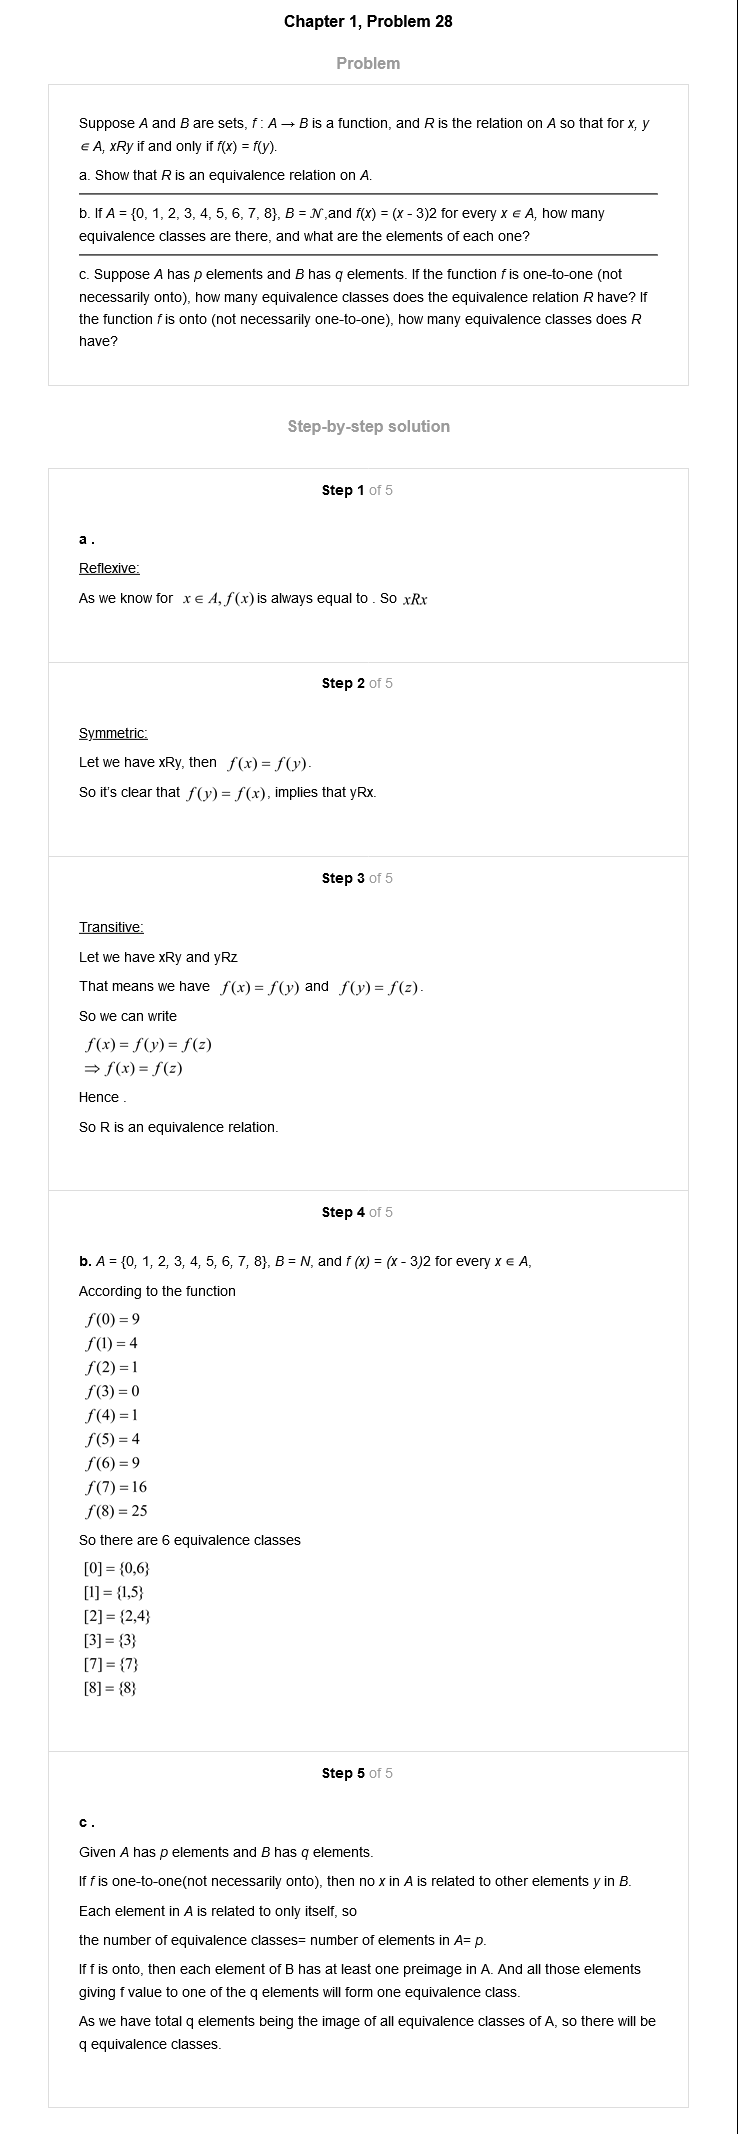 Chapter 1, Problem 28
Problem
Suppose A and B are sets, f : A → B is a function, and R is the relation on A so that for x, y
∈ A, xRy if and only if f(x) = f(y).
a. Show that R is an equivalence relation on A.
b. If A = {0, 1, 2, 3, 4, 5, 6, 7, 8}, B = 𝒩 ,and f(x) = (x - 3)2 for every x ∈ A, how many
equivalence classes are there, and what are the elements of each one?
c. Suppose A has p elements and B has q elements. If the function f is one-to-one (not
necessarily onto), how many equivalence classes does the equivalence relation R have? If
the function f is onto (not necessarily one-to-one), how many equivalence classes does R
have?
Step-by-step solution
Step 1 of 5
a .
Reflexive:
As we know for x ∈ A, f(x) is always equal to . So xRx
Step 2 of 5
Symmetric:
Let we have xRy, then f(x) = f(y).
So it's clear that f(y) = f(x), implies that yRx.
Step 3 of 5
Transitive:
Let we have xRy and yRz
That means we have f(x) = f(y) and f(y) = f(z).
So we can write
f(x) = f(y) = f(z)
⇒ f(x) = f(z)
Hence .
So R is an equivalence relation.
Step 4 of 5
b. A = {0, 1, 2, 3, 4, 5, 6, 7, 8}, B = N, and f (x) = (x - 3)2 for every x ∈ A,
According to the function
f(0) = 9
f(1) = 4
f(2) = 1
f(3) = 0
f(4) = 1
f(5) = 4
f(6) = 9
f(7) = 16
f(8) = 25
So there are 6 equivalence classes
[0] = {0,6}
[1] = {1,5}
[2] = {2,4}
[3] = {3}
[7] = {7}
[8] = {8}
Step 5 of 5
c .
Given A has p elements and B has q elements.
If f is one-to-one(not necessarily onto), then no x in A is related to other elements y in B.
Each element in A is related to only itself, so
the number of equivalence classes= number of elements in A= p.
If f is onto, then each element of B has at least one preimage in A. And all those elements
giving f value to one of the q elements will form one equivalence class.
As we have total q elements being the image of all equivalence classes of A, so there will be
q equivalence classes.